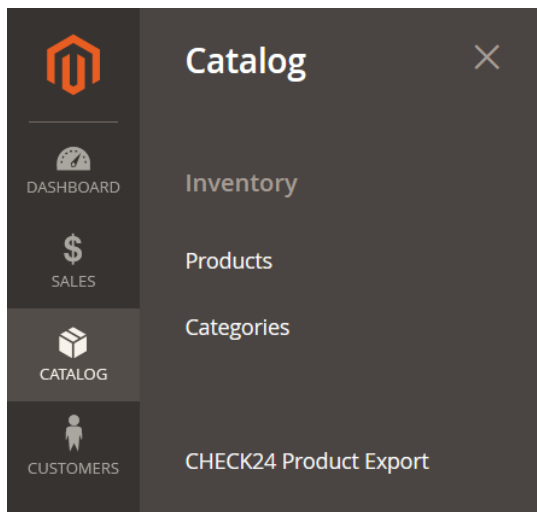 Catalog
DASHBOARD
SALES
CATALOG
CUSTOMERS
Inventory
Products
Categories
CHECK24 Product Export